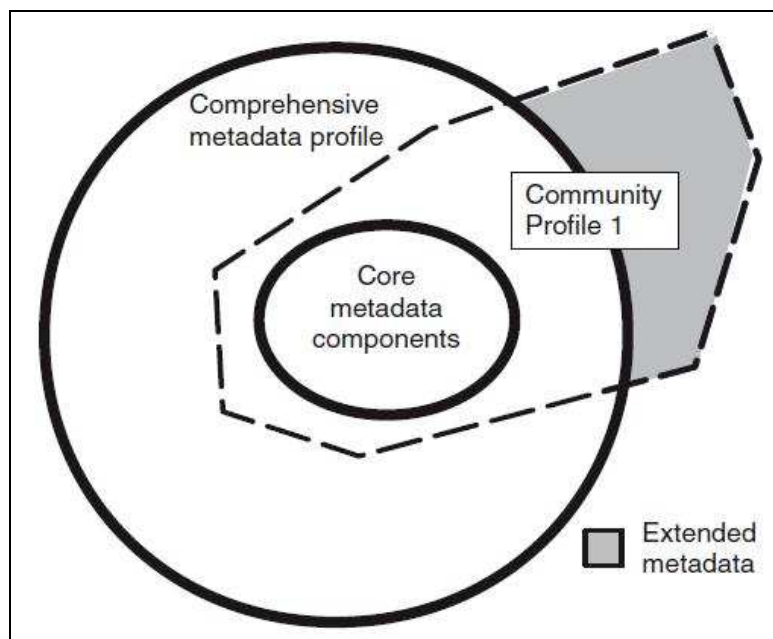 Comprehensive
metadata profile
Community
Profile 1
Core
metadata
components
Extended
metadata